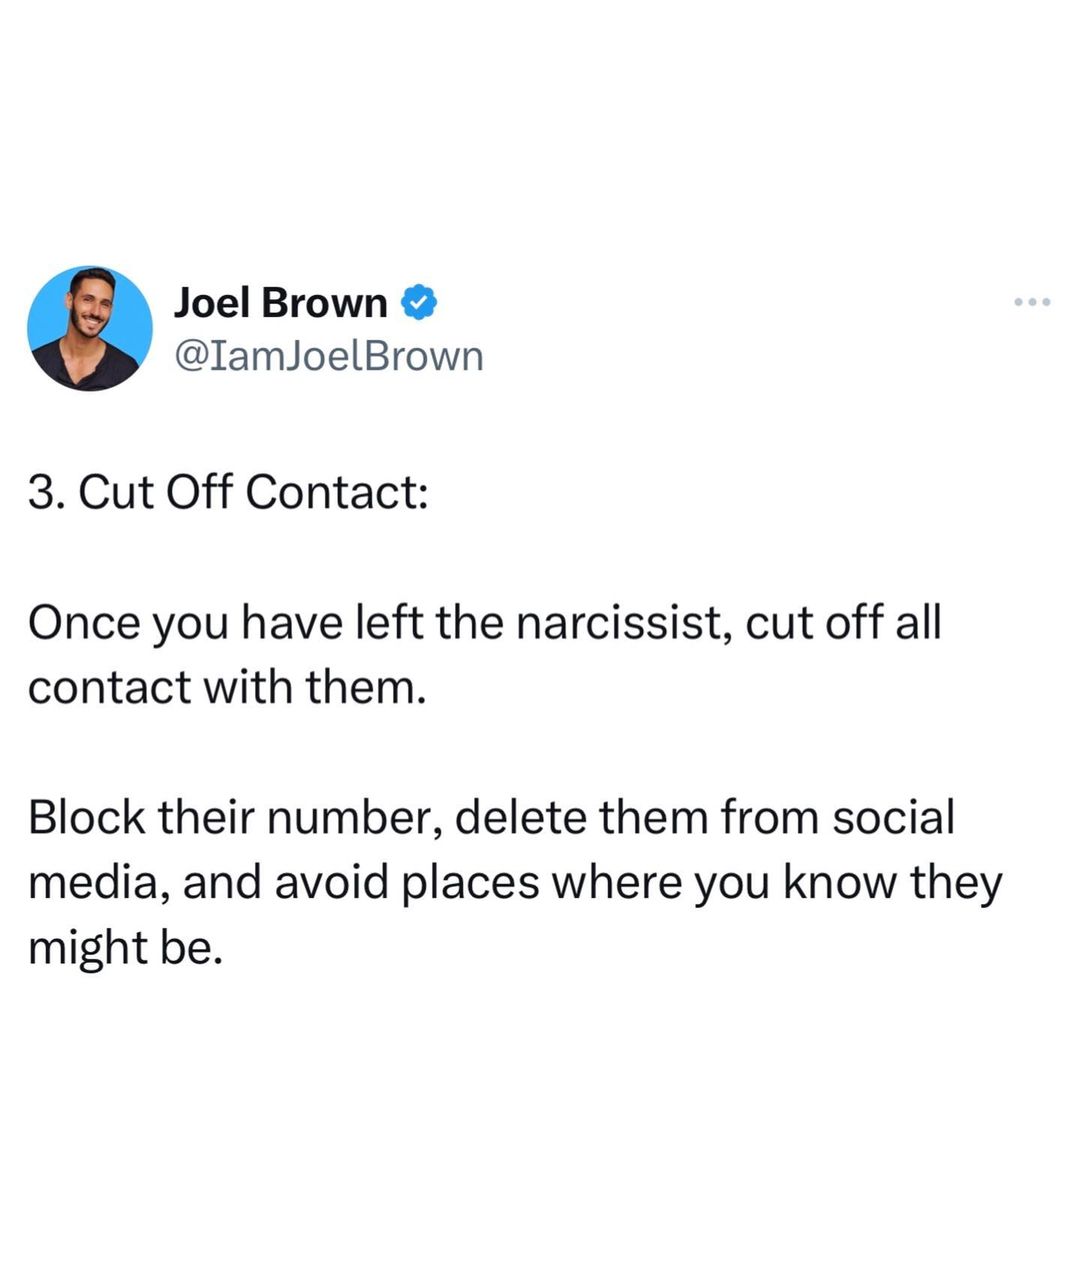 Joel Brown
@IamJoelBrown
3. Cut Off Contact:
Once you have left the narcissist, cut off all
contact with them.
Block their number, delete them from social
media, and avoid places where you know they
might be.